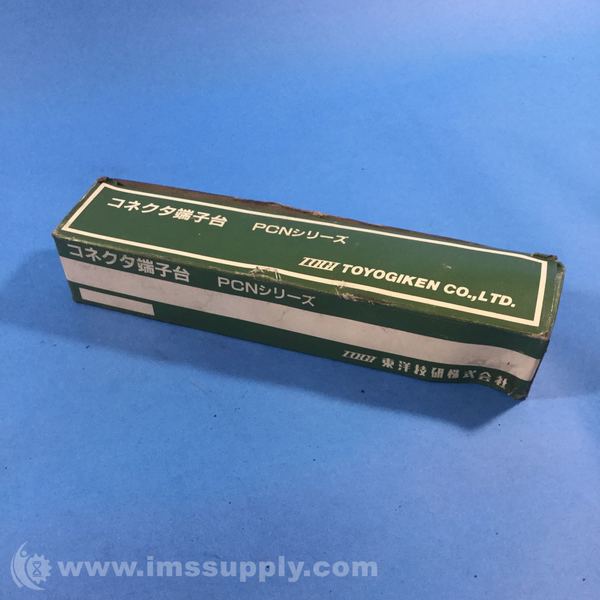 コネクタ端子台 PCNシリーズ
TOGI TOYOGIKEN CO.,LTD.
コネクタ端子台 PCNシリーズ
TOGI 東洋技研株式会社
www.imssupply.com